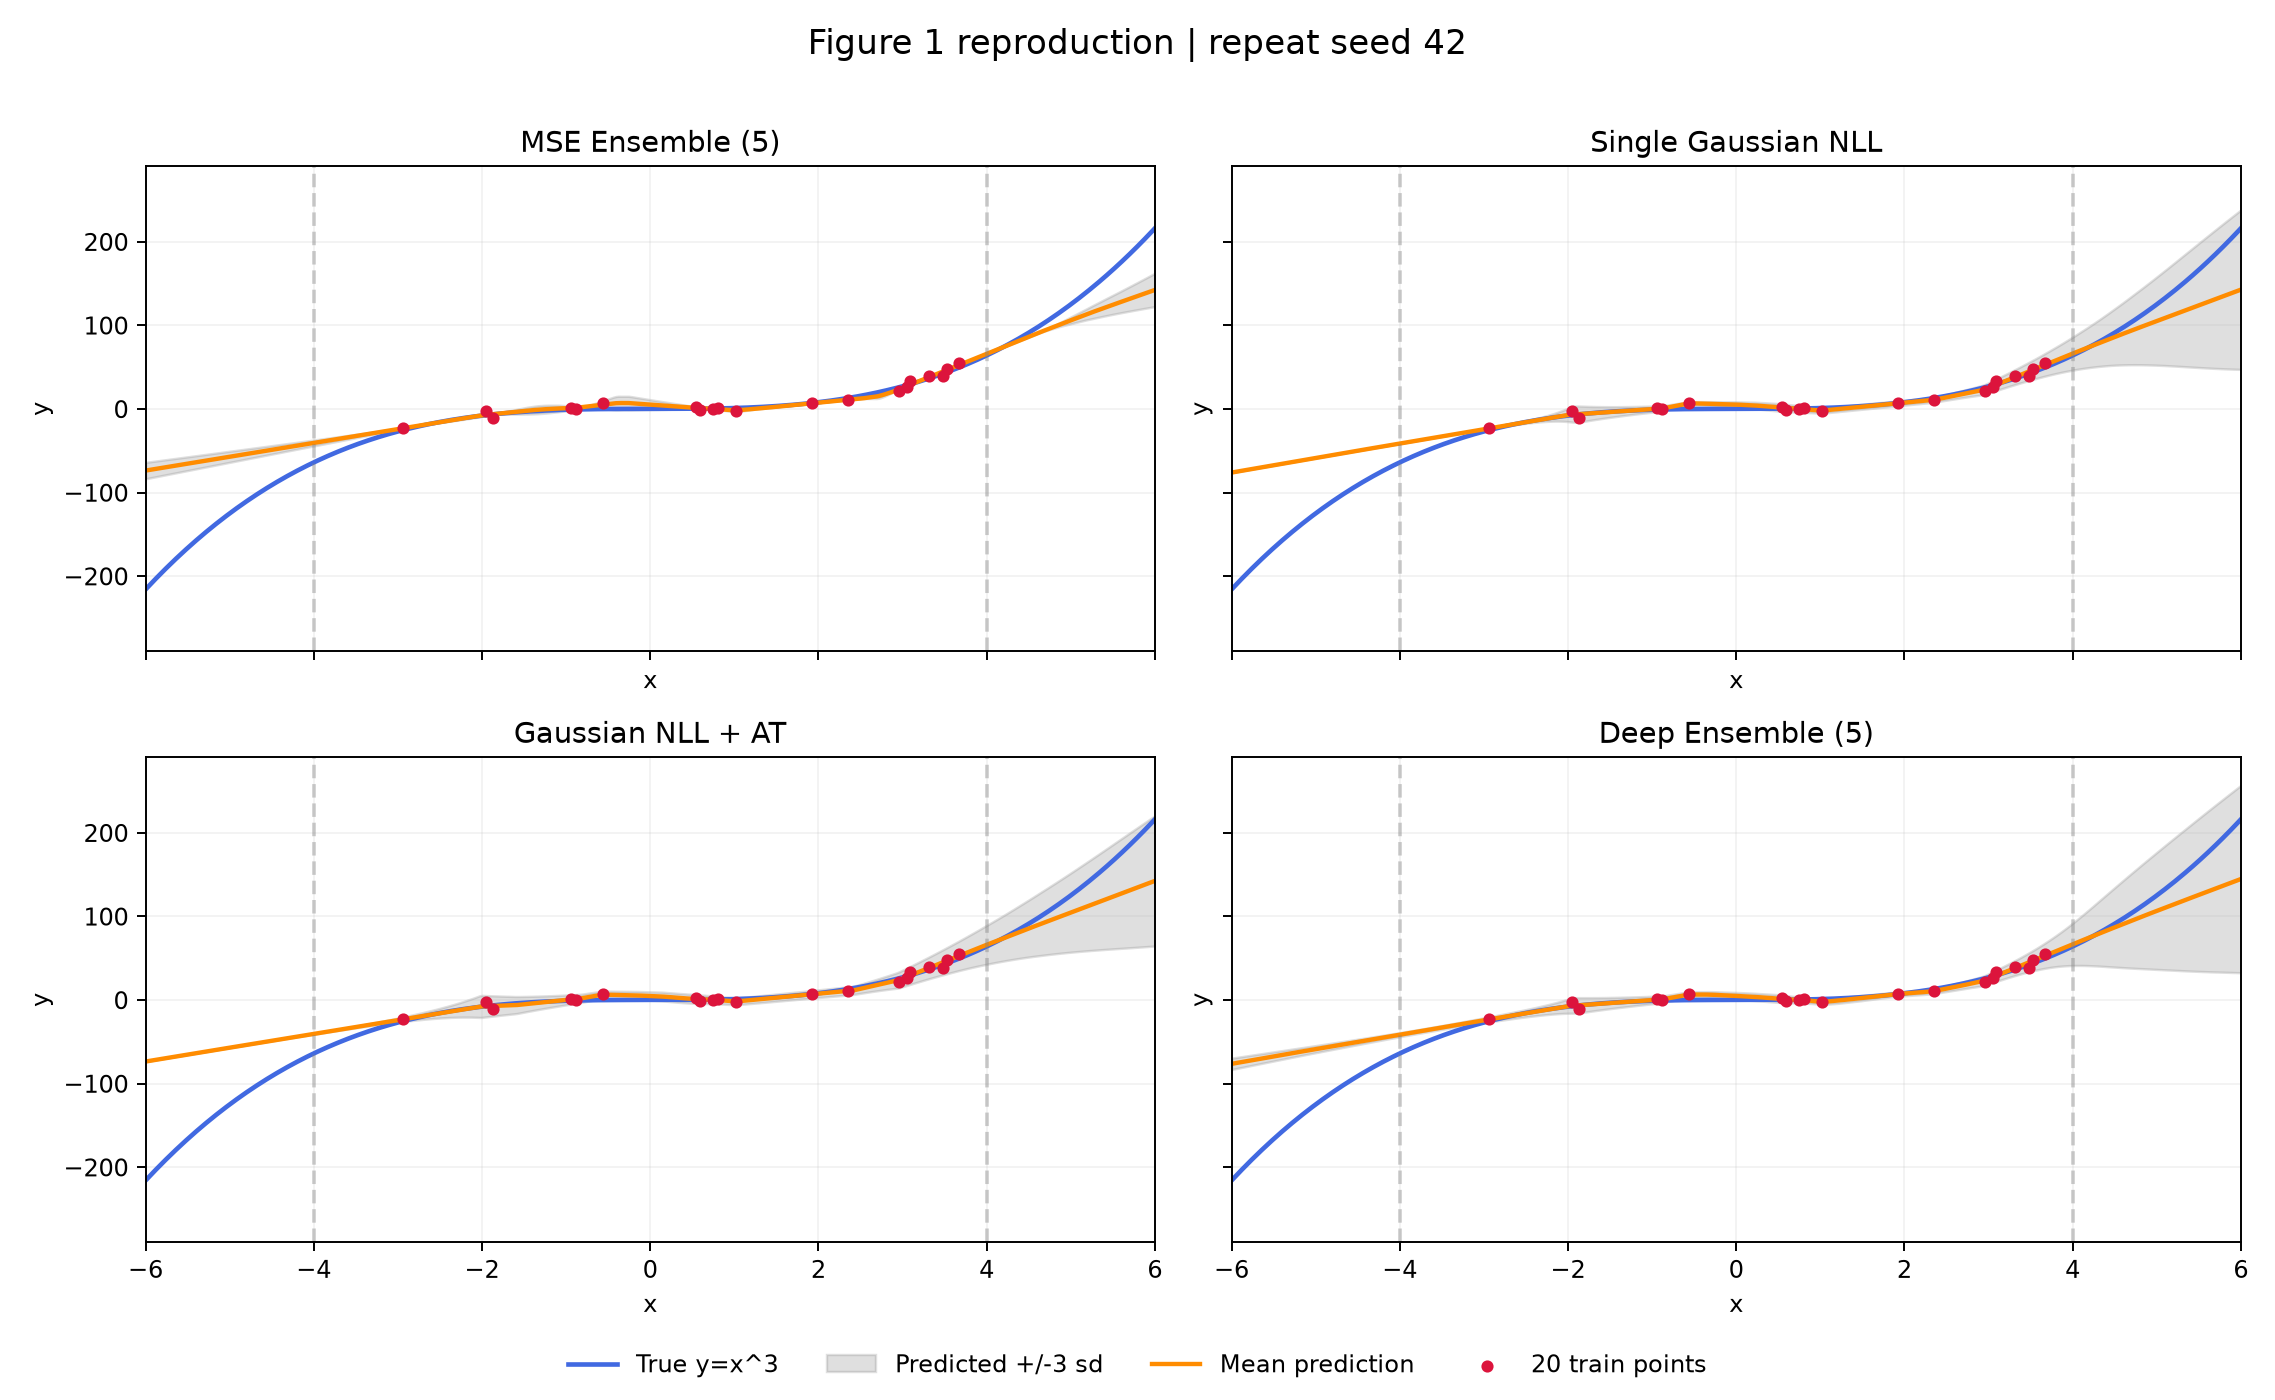 Figure 1 reproduction | repeat seed 42
MSE Ensemble (5)
200
100
0
−100
−200
y
x
Single Gaussian NLL
y
x
Gaussian NLL + AT
200
100
0
−100
−200
y
−6 −4 −2 0 2 4 6
x
Deep Ensemble (5)
y
−6 −4 −2 0 2 4 6
x
True y=x^3 Predicted +/-3 sd Mean prediction 20 train points